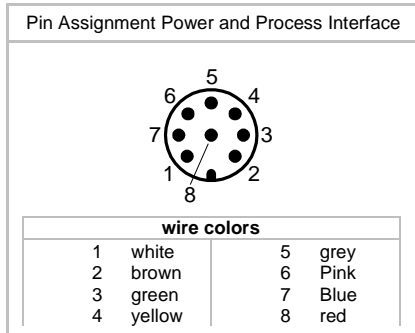 Pin Assignment Power and Process Interface
5
6 4
7 3
1 2
8
wire colors
1 white 5 grey
2 brown 6 Pink
3 green 7 Blue
4 yellow 8 red